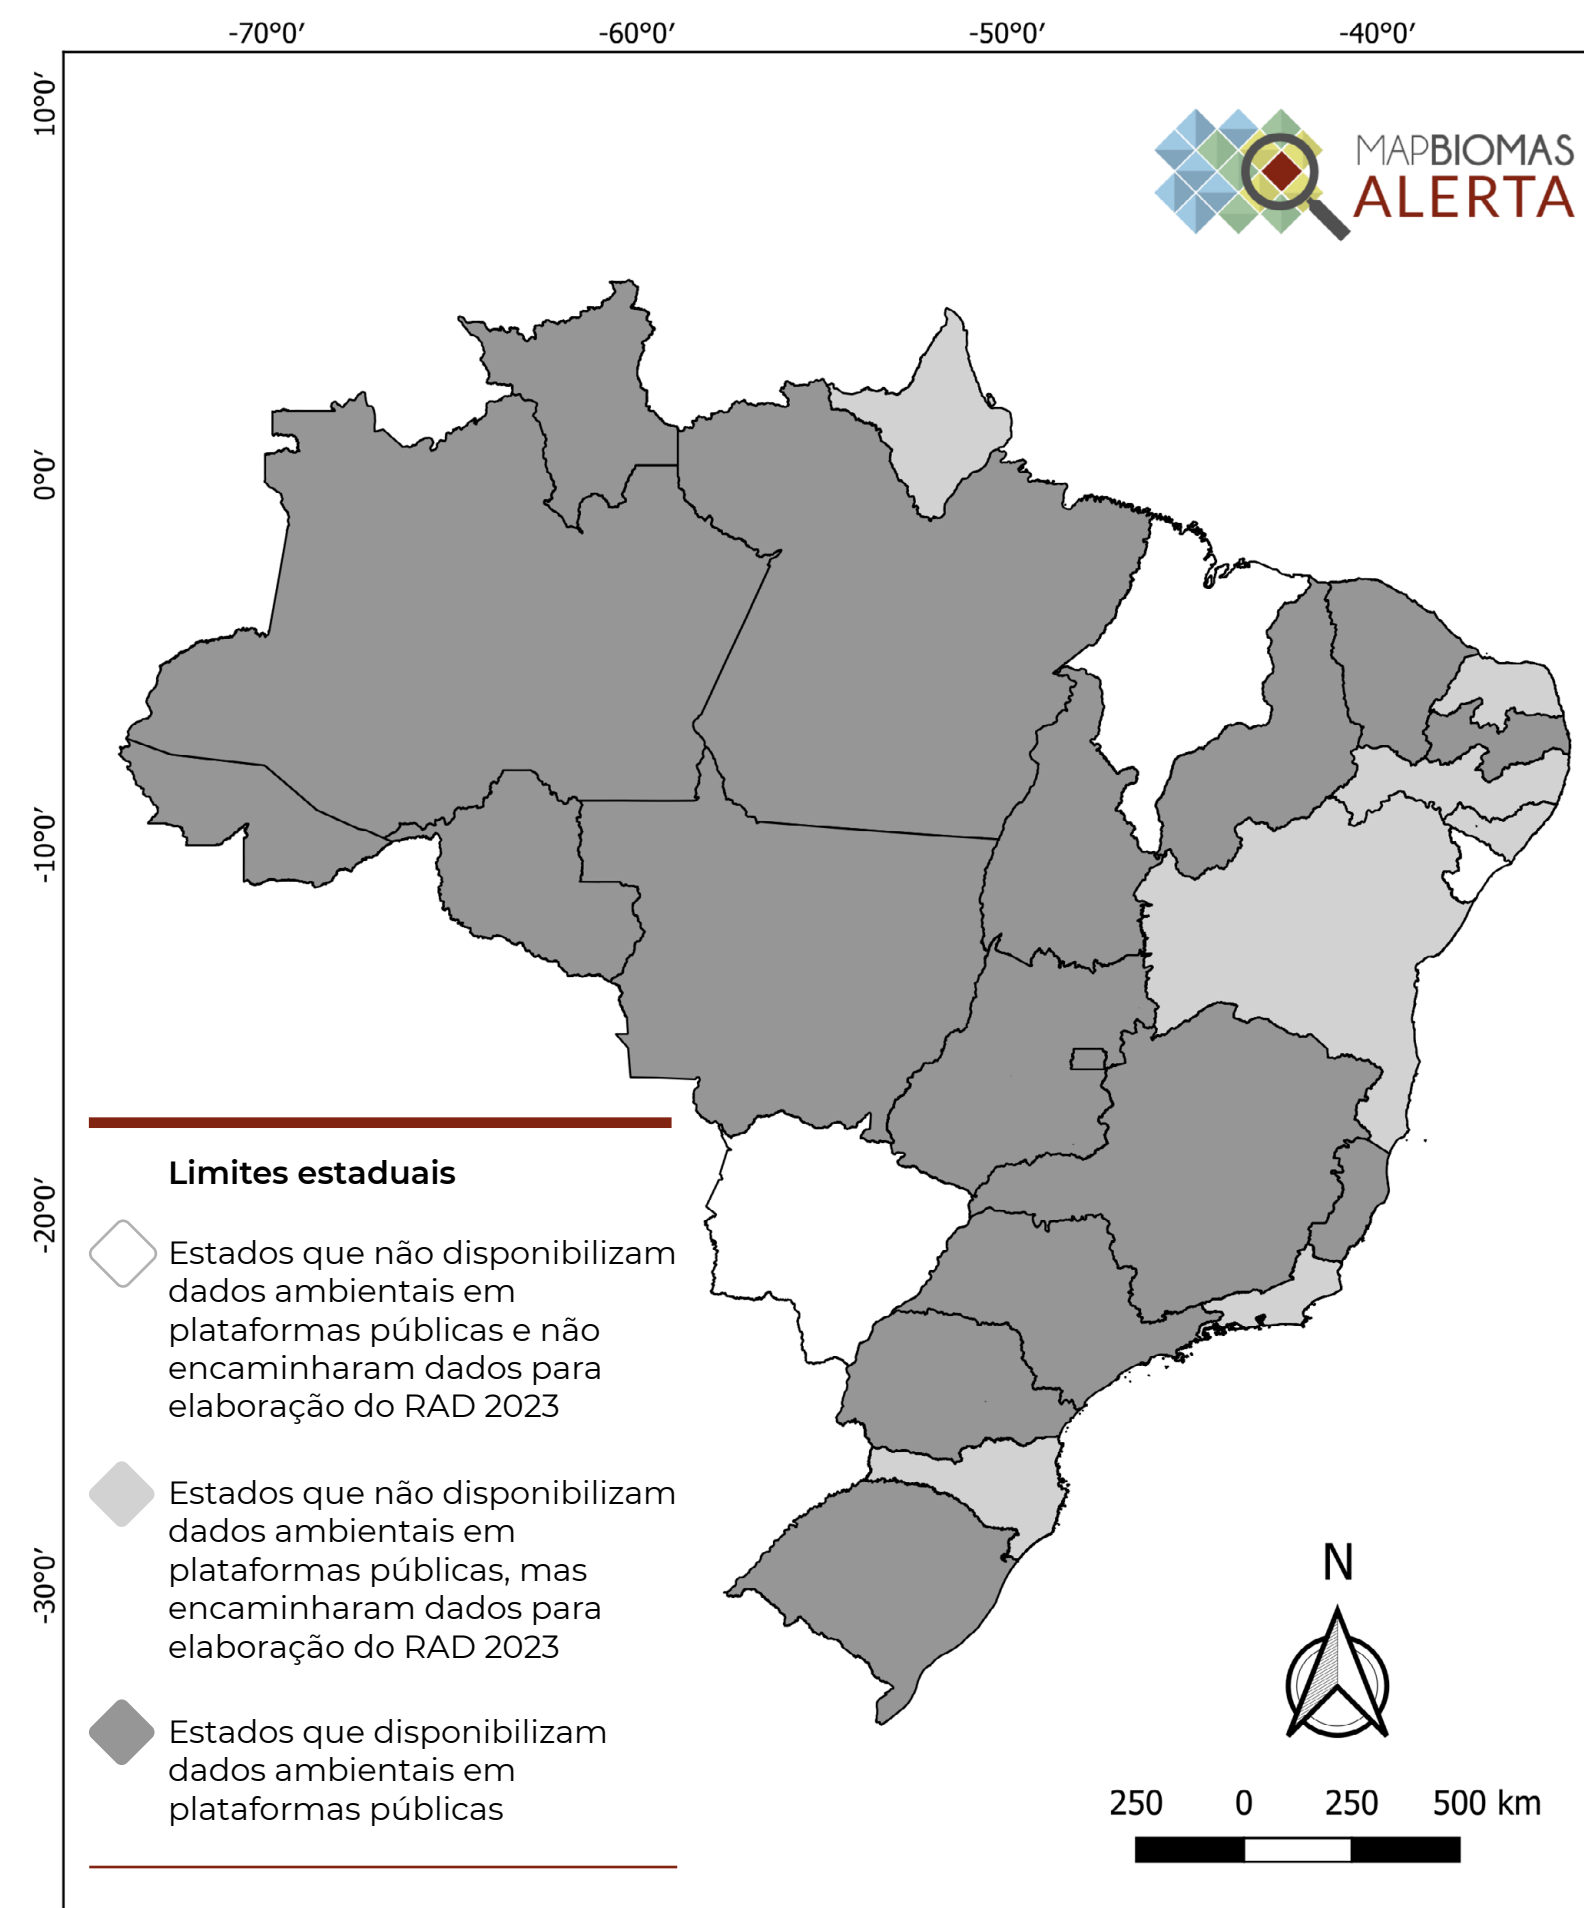 -70°0′ -60°0′ -50°0′ -40°0′
10°0′
0°0′
-10°0′
-20°0′
-30°0′
MAPBIOMAS
ALERTA
Limites estaduais
Estados que não disponibilizam
dados ambientais em
plataformas públicas e não
encaminharam dados para
elaboração do RAD 2023
Estados que não disponibilizam
dados ambientais em
plataformas públicas, mas
encaminharam dados para
elaboração do RAD 2023
Estados que disponibilizam
dados ambientais em
plataformas públicas
N
250 0 250 500 km